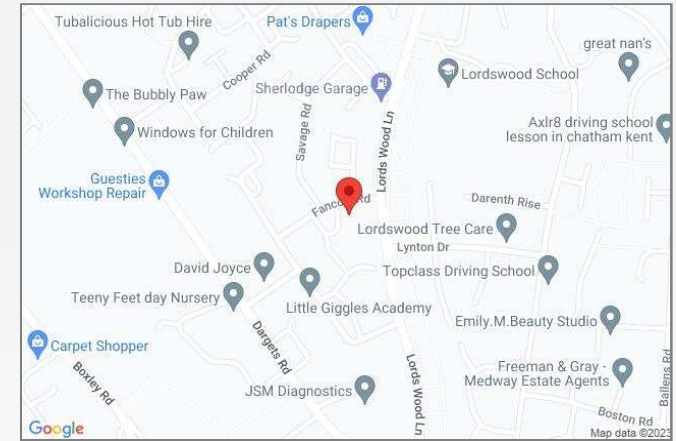 Tubalicious Hot Tub Hire
Pat's Drapers
great nan's
Cooper Rd
Lordswood School
The Bubbly Paw
Sherlodge Garage
Axlr8 driving school
lesson in chatham kent
Windows for Children
Savage Rd
Lords Wood Ln
Guesties
Workshop Repair
Darenth Rise
Rd
Lordswood Tree Care
Lynton Dr
David Joyce
Topclass Driving School
Teeny Feet day Nursery
Little Giggles Academy
Emily.M.Beauty Studio
Carpet Shopper
Dargets Rd
Boxley Rd
Lords Wood Ln
Freeman & Gray -
Medway Estate Agents
Ballens Rd
JSM Diagnostics
Boston Rd
Google
Map data ©2023